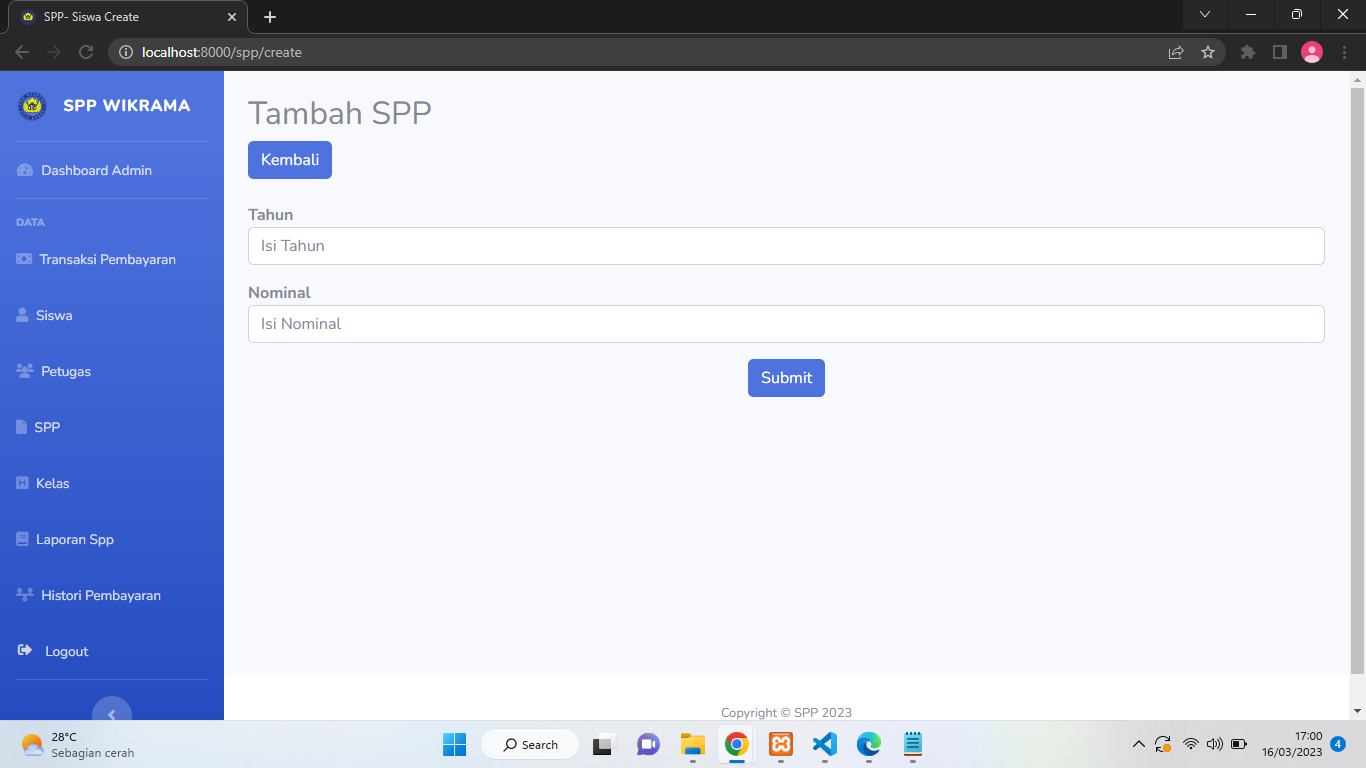 SPP- Siswa Create
localhost:8000/spp/create
SPP WIKRAMA
Dashboard Admin
DATA
Transaksi Pembayaran
Siswa
Petugas
SPP
Kelas
Laporan Spp
Histori Pembayaran
Logout
Tambah SPP
Kembali
Tahun
Isi Tahun
Nominal
Isi Nominal
Submit
Copyright © SPP 2023
28°C
Sebagian cerah
Search
17:00
16/03/2023
4